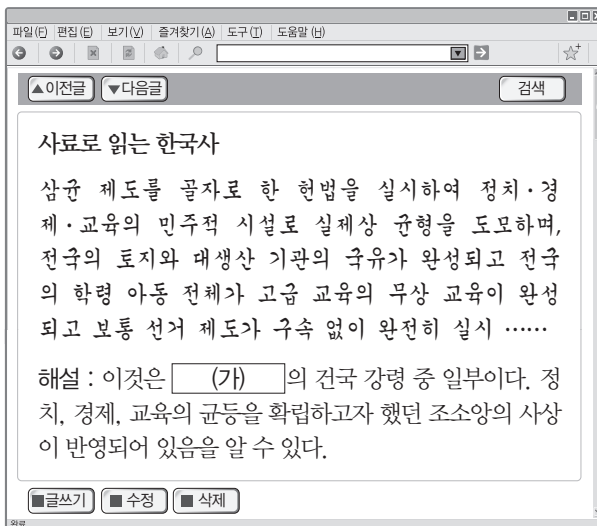 파일(F) 편집(E) 보기(V) 즐겨찾기(A) 도구(T) 도움말(H)
▲이전글 ▼다음글 검색
사료로 읽는 한국사
삼균 제도를 골자로 한 헌법을 실시하여 정치·경
제·교육의 민주적 시설로 실제상 균형을 도모하며,
전국의 토지와 대생산 기관의 국유가 완성되고 전국
의 학령 아동 전체가 고급 교육의 무상 교육이 완성
되고 보통 선거 제도가 구속 없이 완전히 실시 ……
해설 : 이것은 (가) 의 건국 강령 중 일부이다. 정
치, 경제, 교육의 균등을 확립하고자 했던 조소앙의 사상
이 반영되어 있음을 알 수 있다.
■글쓰기 ■수정 ■삭제
완료